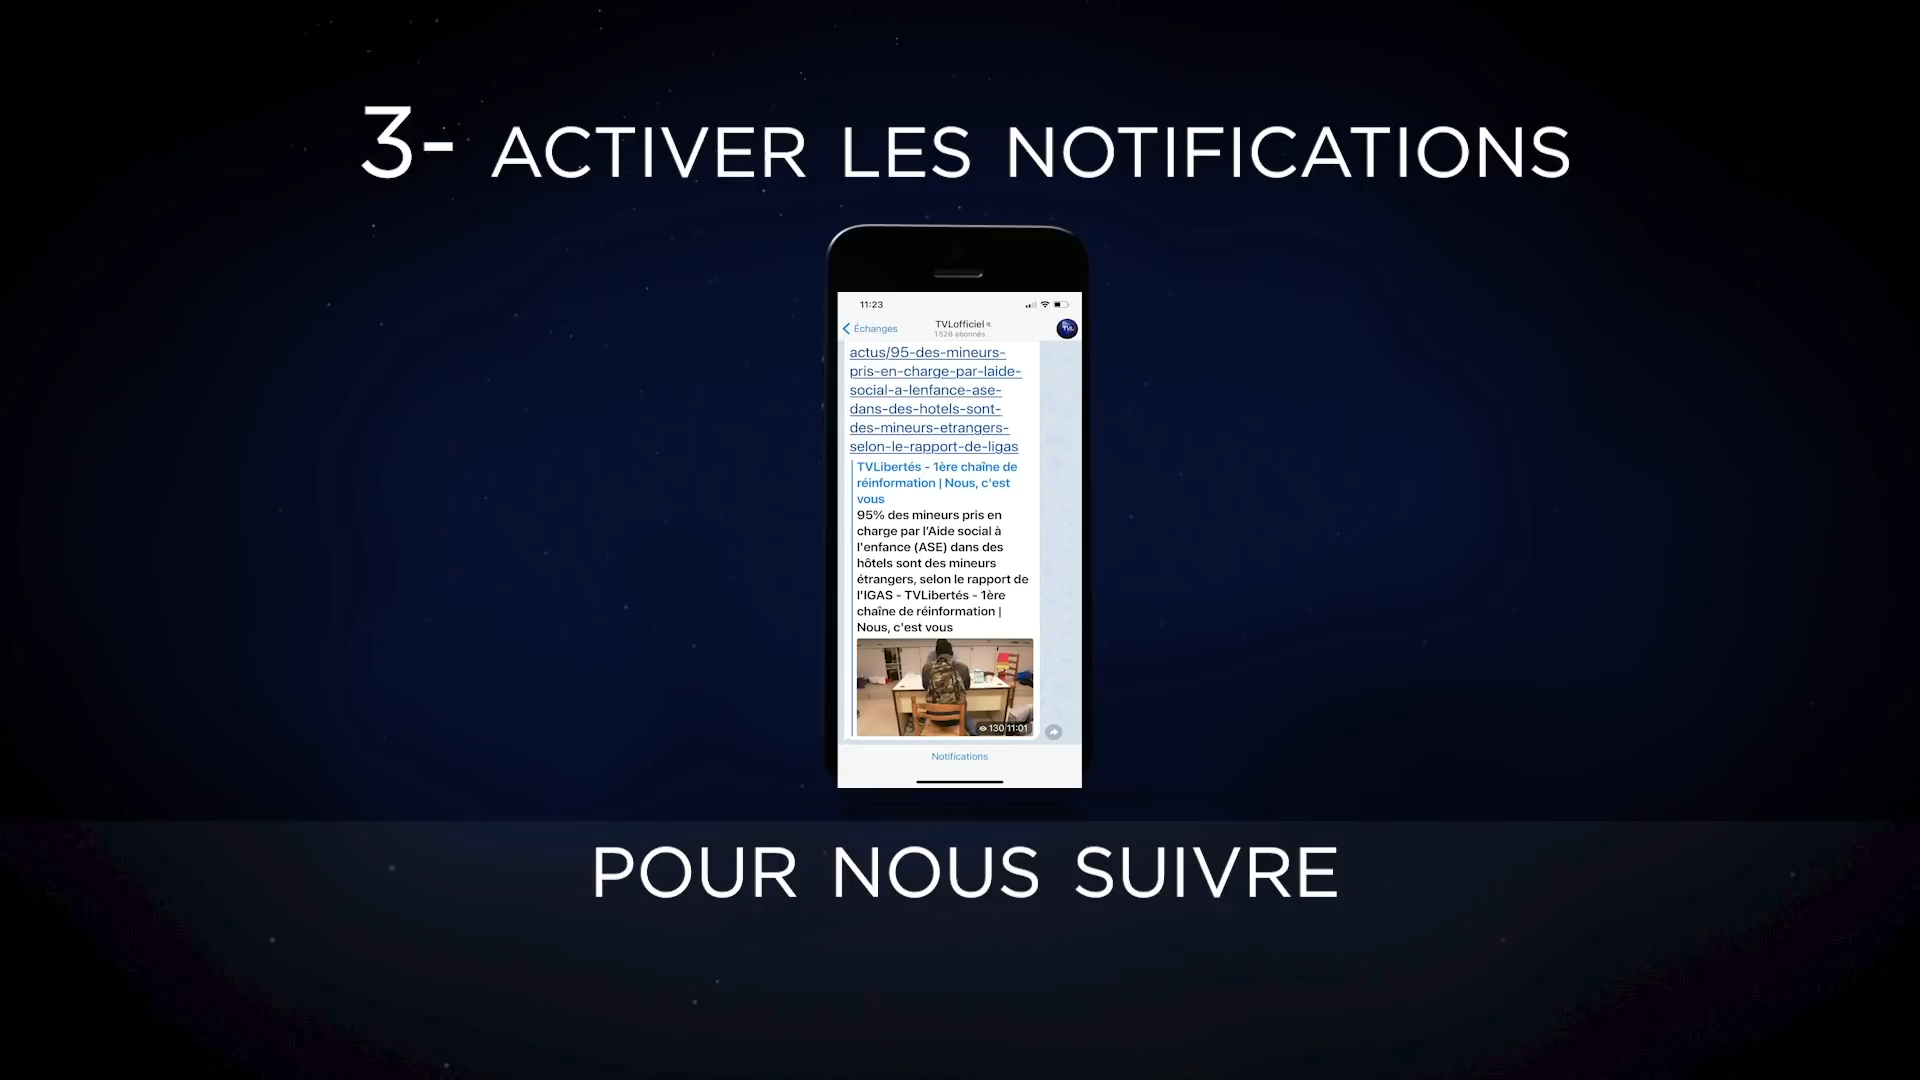 3- ACTIVER LES NOTIFICATIONS
11:23
Échanges
TVLofficiel
1528 abonnés
TVL
actus/95-des-mineurs-
pris-en-charge-par-laide-
social-a-lenfance-ase-
dans-des-hotels-sont-
des-mineurs-etrangers-
selon-le-rapport-de-ligas
TVLibertés - 1ère chaîne de
réinformation | Nous, c'est
vous
95% des mineurs pris en
charge par l'Aide social à
l'enfance (ASE) dans des
hôtels sont des mineurs
étrangers, selon le rapport de
l'IGAS - TVLibertés - 1ère
chaîne de réinformation |
Nous, c'est vous
130 11:01
Notifications
POUR NOUS SUIVRE